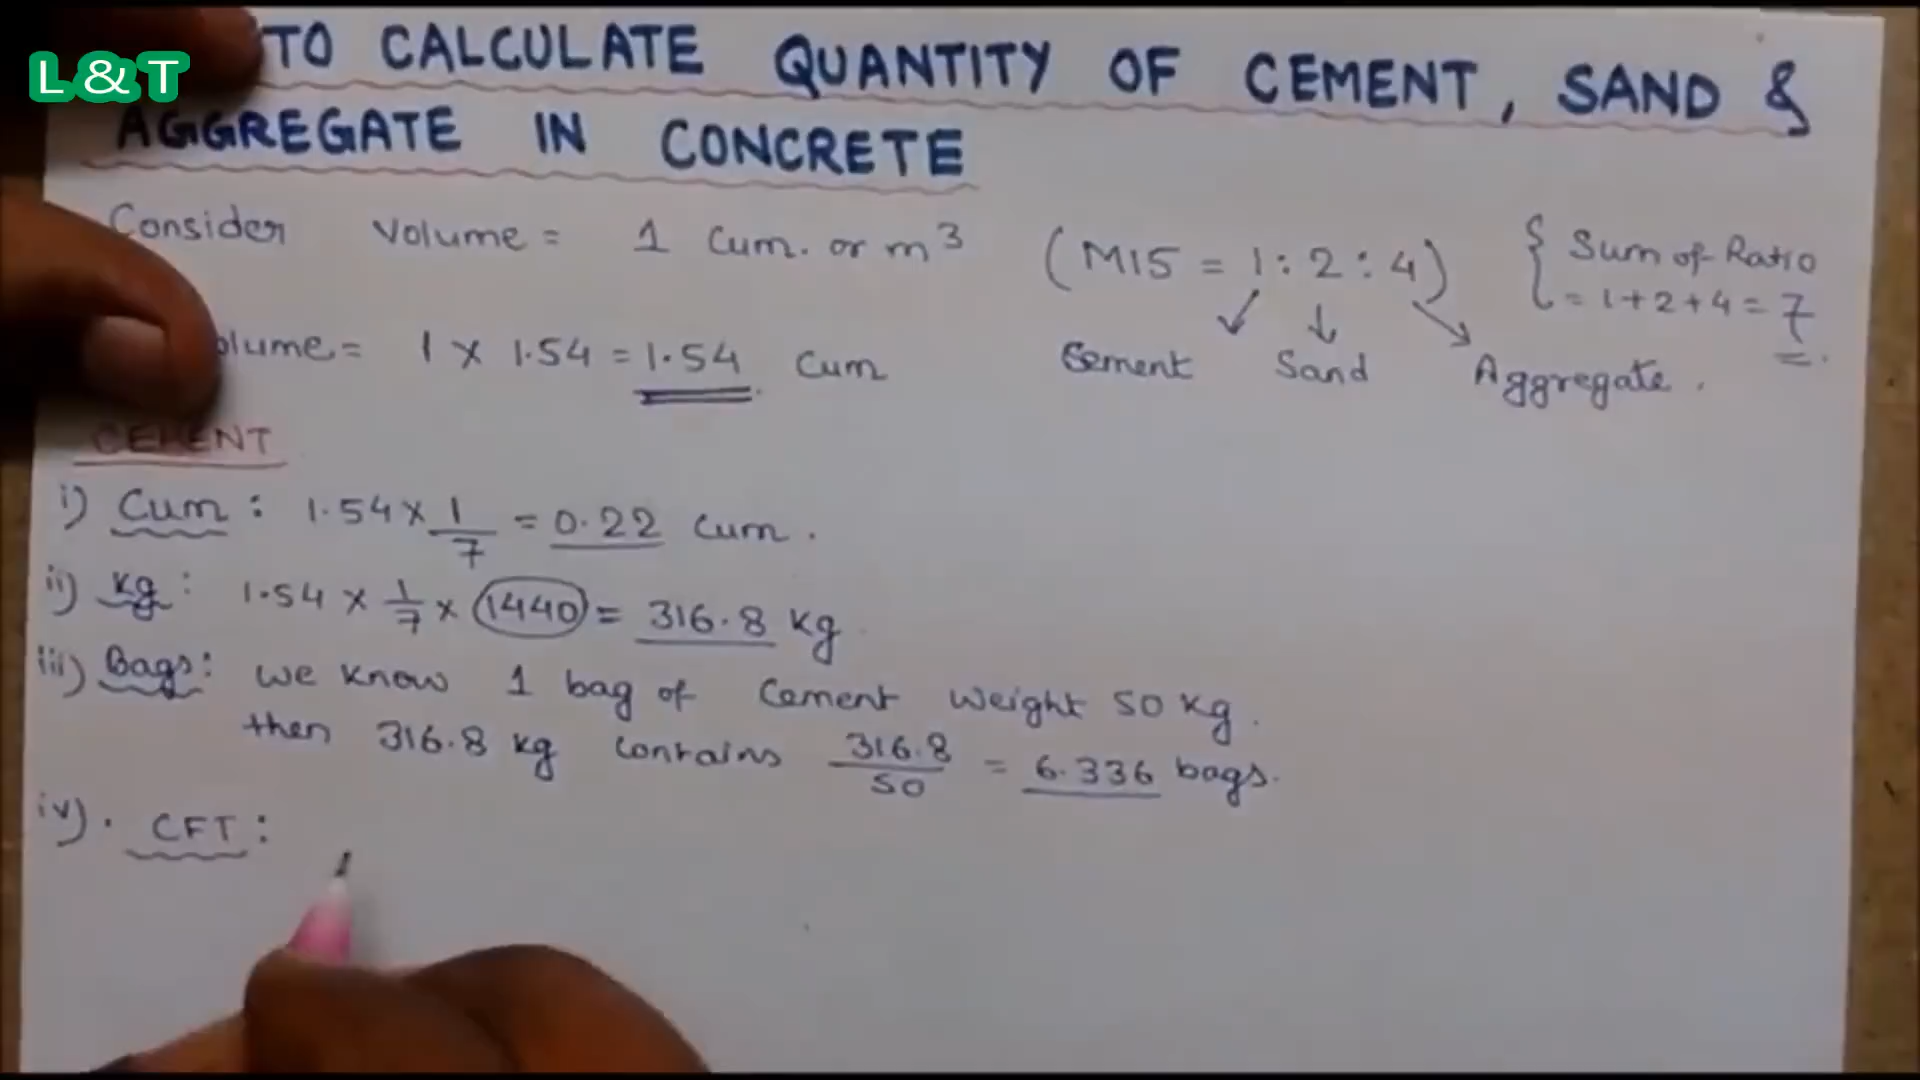 L&T
TO CALCULATE QUANTITY OF CEMENT, SAND &
AGGREGATE IN CONCRETE
Consider Volume = 1 Cum. or m³ (M15 = 1:2:4) { Sum of Ratio
= 1+2+4 = 7
olume = 1 x 1.54 = 1.54 Cum
Cement Sand Aggregate.
CEMENT
i) Cum: 1.54 x 1/7 = 0.22 Cum.
ii) Kg: 1.54 x 1/7 x 1440 = 316.8 Kg
iii) Bags: We know 1 bag of Cement Weight 50 Kg.
then 316.8 kg Contains 316.8/50 = 6.336 bags.
iv). CFT: